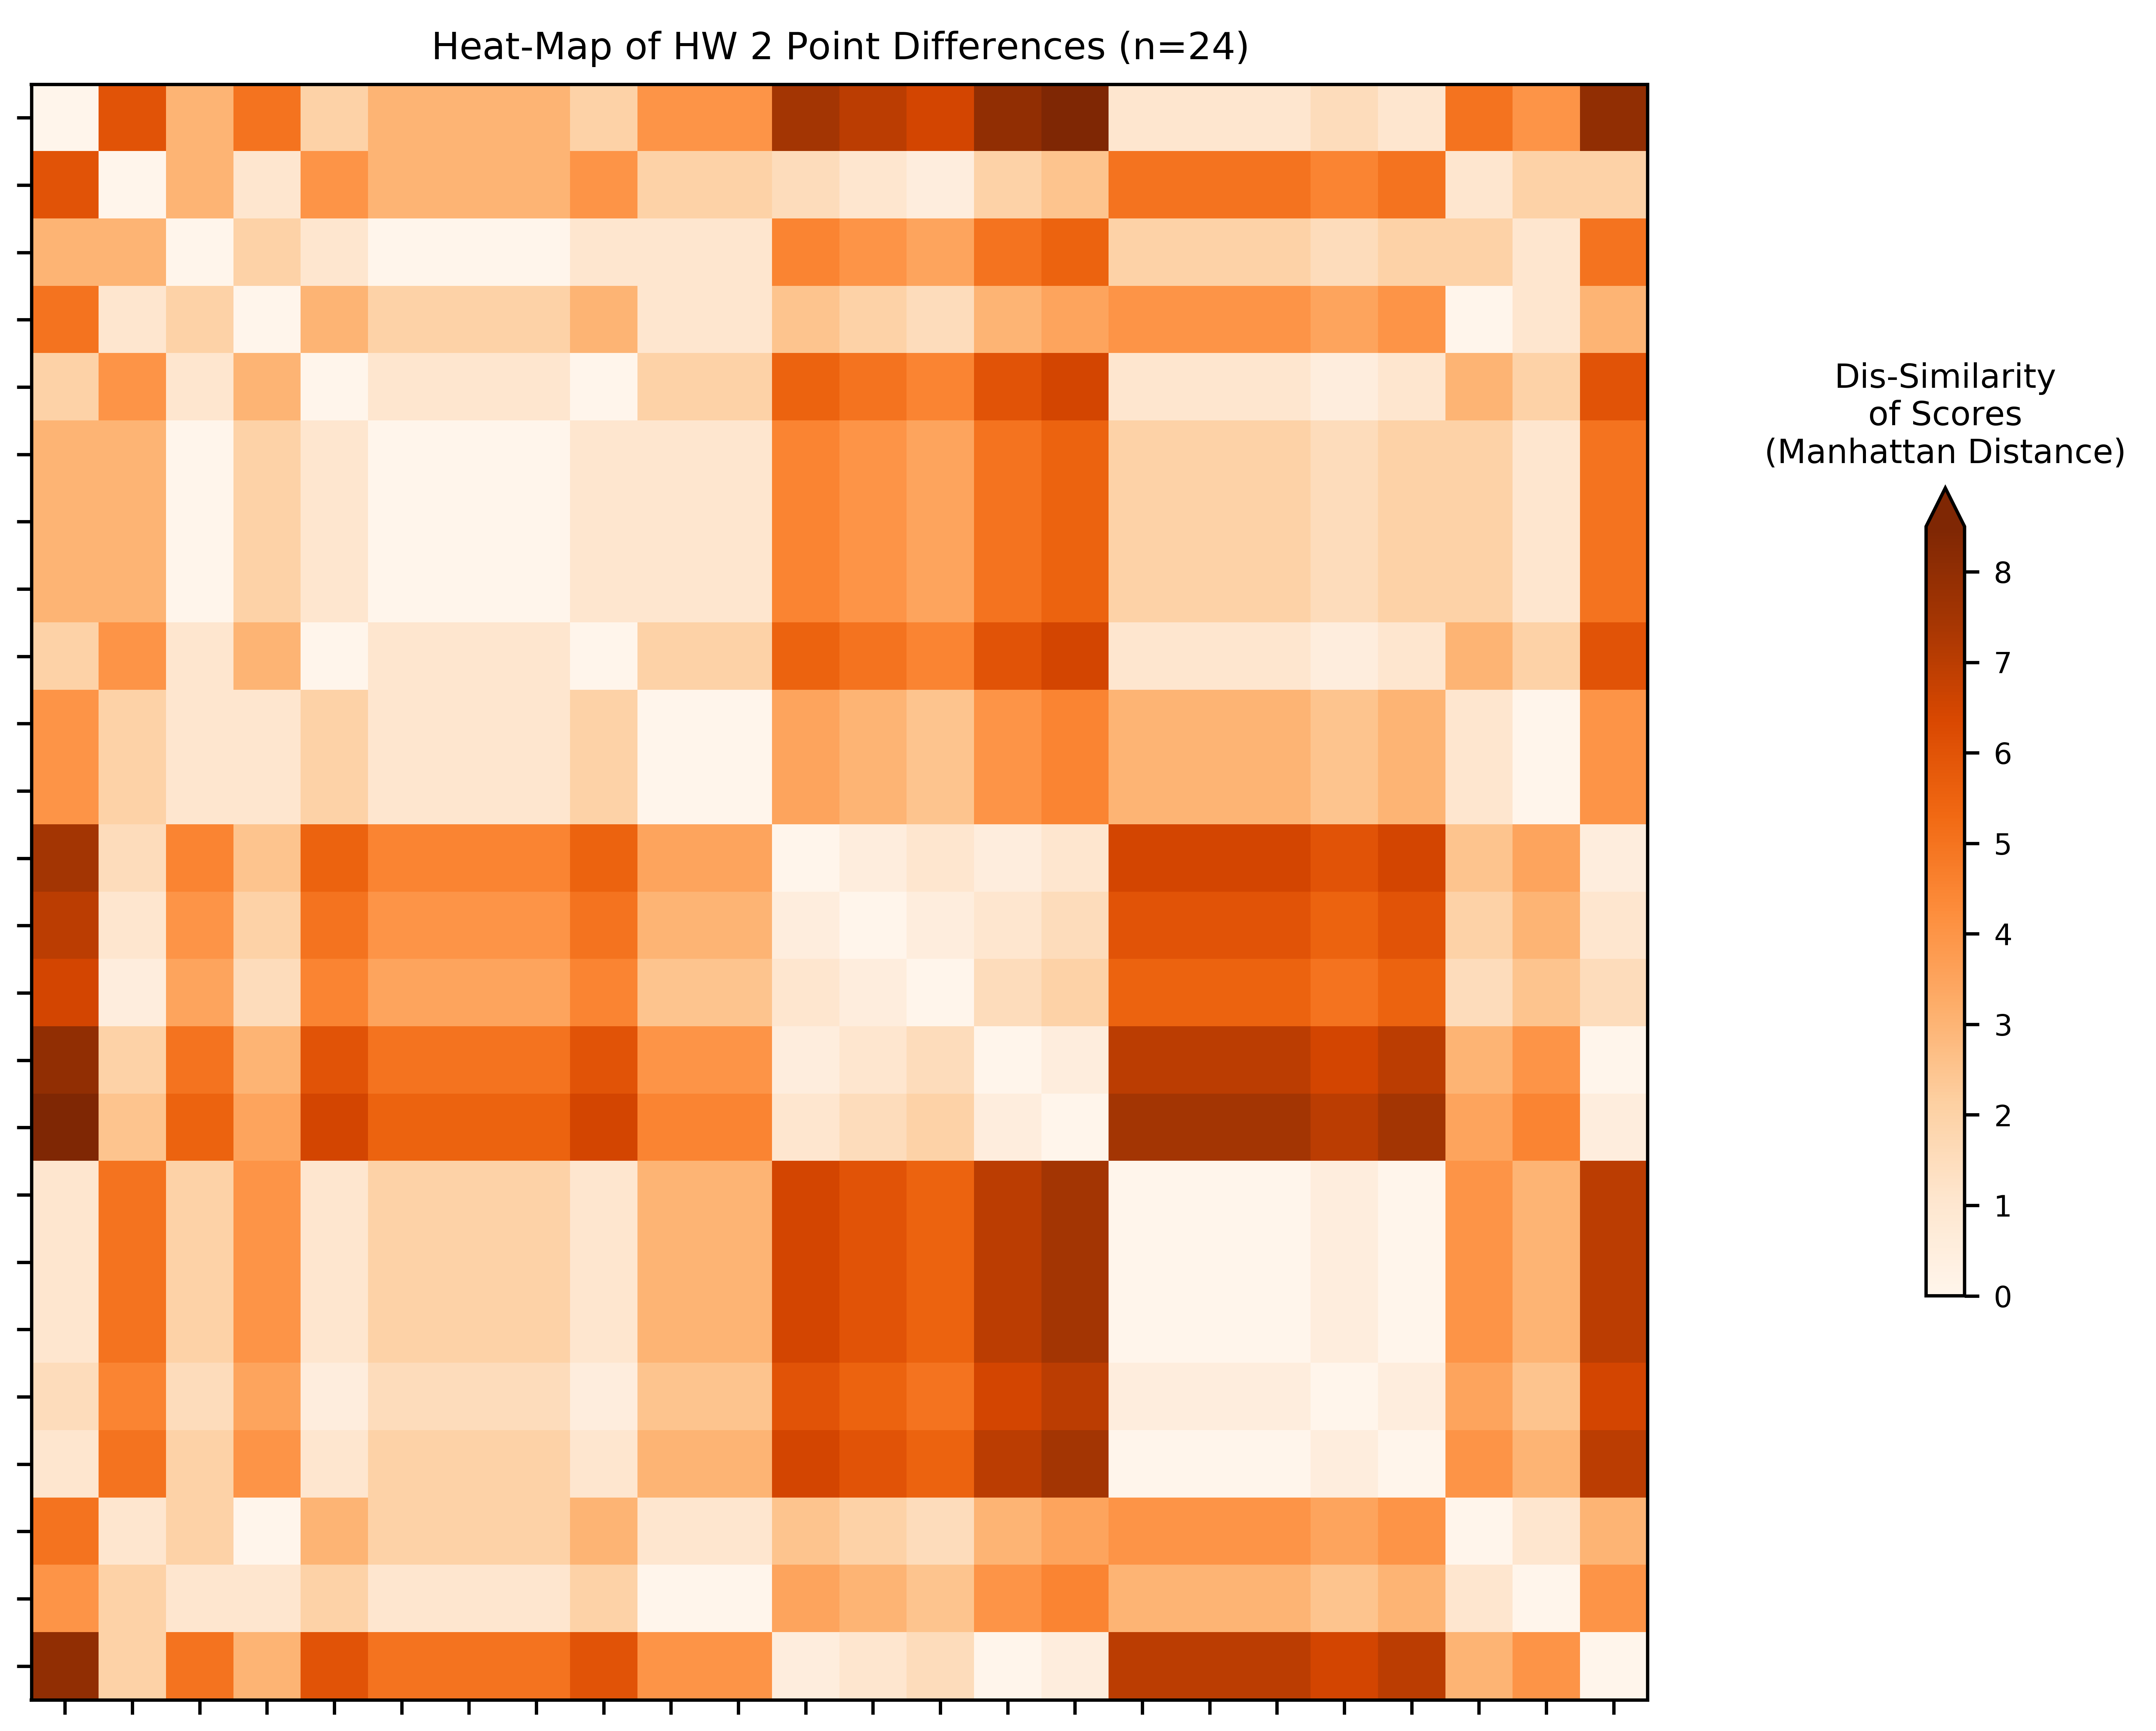 Heat-Map of HW 2 Point Differences (n=24)
Dis-Similarity
of Scores
(Manhattan Distance)
8
7
6
5
4
3
2
1
0